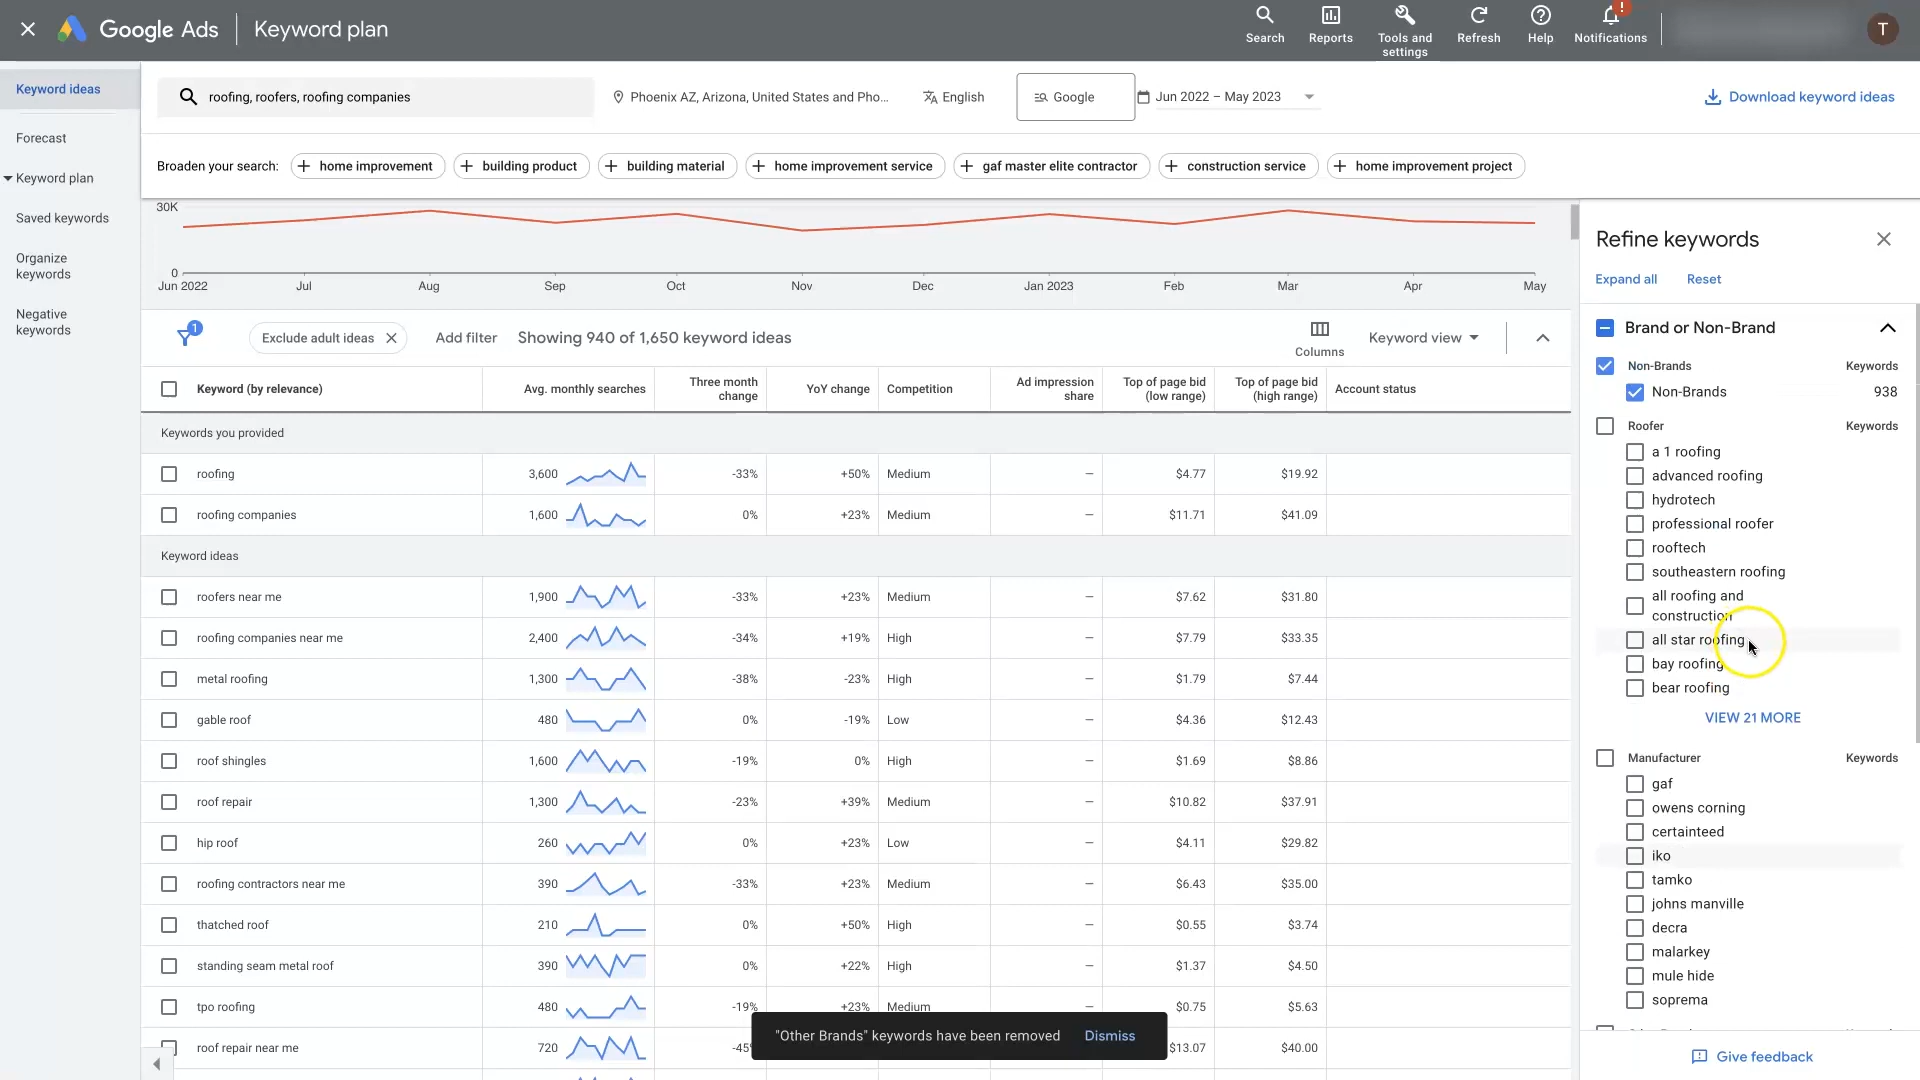 Google Ads
Keyword plan
Search
Reports
Tools and
settings
Refresh
Help
Notifications
!
T
Keyword ideas
Forecast
Keyword plan
Saved keywords
Organize
keywords
Negative
keywords
roofing, roofers, roofing companies
Phoenix AZ, Arizona, United States and Pho...
English
Google
Jun 2022 – May 2023
Download keyword ideas
Broaden your search:
home improvement
building product
building material
home improvement service
gaf master elite contractor
construction service
home improvement project
30K
0
Jun 2022 Jul Aug Sep Oct Nov Dec Jan 2023 Feb Mar Apr May
1
Exclude adult ideas
Add filter
Showing 940 of 1,650 keyword ideas
Columns
Keyword view
Keyword (by relevance) Avg. monthly searches Three month change YoY change Competition Ad impression share Top of page bid (low range) Top of page bid (high range) Account status
Keywords you provided
roofing 3,600 -33% +50% Medium – $4.77 $19.92
roofing companies 1,600 0% +23% Medium – $11.71 $41.09
Keyword ideas
roofers near me 1,900 -33% +23% Medium – $7.62 $31.80
roofing companies near me 2,400 -34% +19% High – $7.79 $33.35
metal roofing 1,300 -38% -23% High – $1.79 $7.44
gable roof 480 0% -19% Low – $4.36 $12.43
roof shingles 1,600 -19% 0% High – $1.69 $8.86
roof repair 1,300 -23% +39% Medium – $10.82 $37.91
hip roof 260 0% +23% Low – $4.11 $29.82
roofing contractors near me 390 -33% +23% Medium – $6.43 $35.00
thatched roof 210 0% +50% High – $0.55 $3.74
standing seam metal roof 390 0% +22% High – $1.37 $4.50
tpo roofing 480 -19% +23% Medium – $0.75 $5.63
roof repair near me 720 -45 $13.07 $40.00
"Other Brands" keywords have been removed Dismiss
Refine keywords
Expand all Reset
Brand or Non-Brand
Non-Brands Keywords
Non-Brands 938
Roofer Keywords
a 1 roofing
advanced roofing
hydrotech
professional roofer
rooftech
southeastern roofing
all roofing and
construction
all star roofing
bay roofing
bear roofing
VIEW 21 MORE
Manufacturer Keywords
gaf
owens corning
certainteed
iko
tamko
johns manville
decra
malarkey
mule hide
soprema
Give feedback